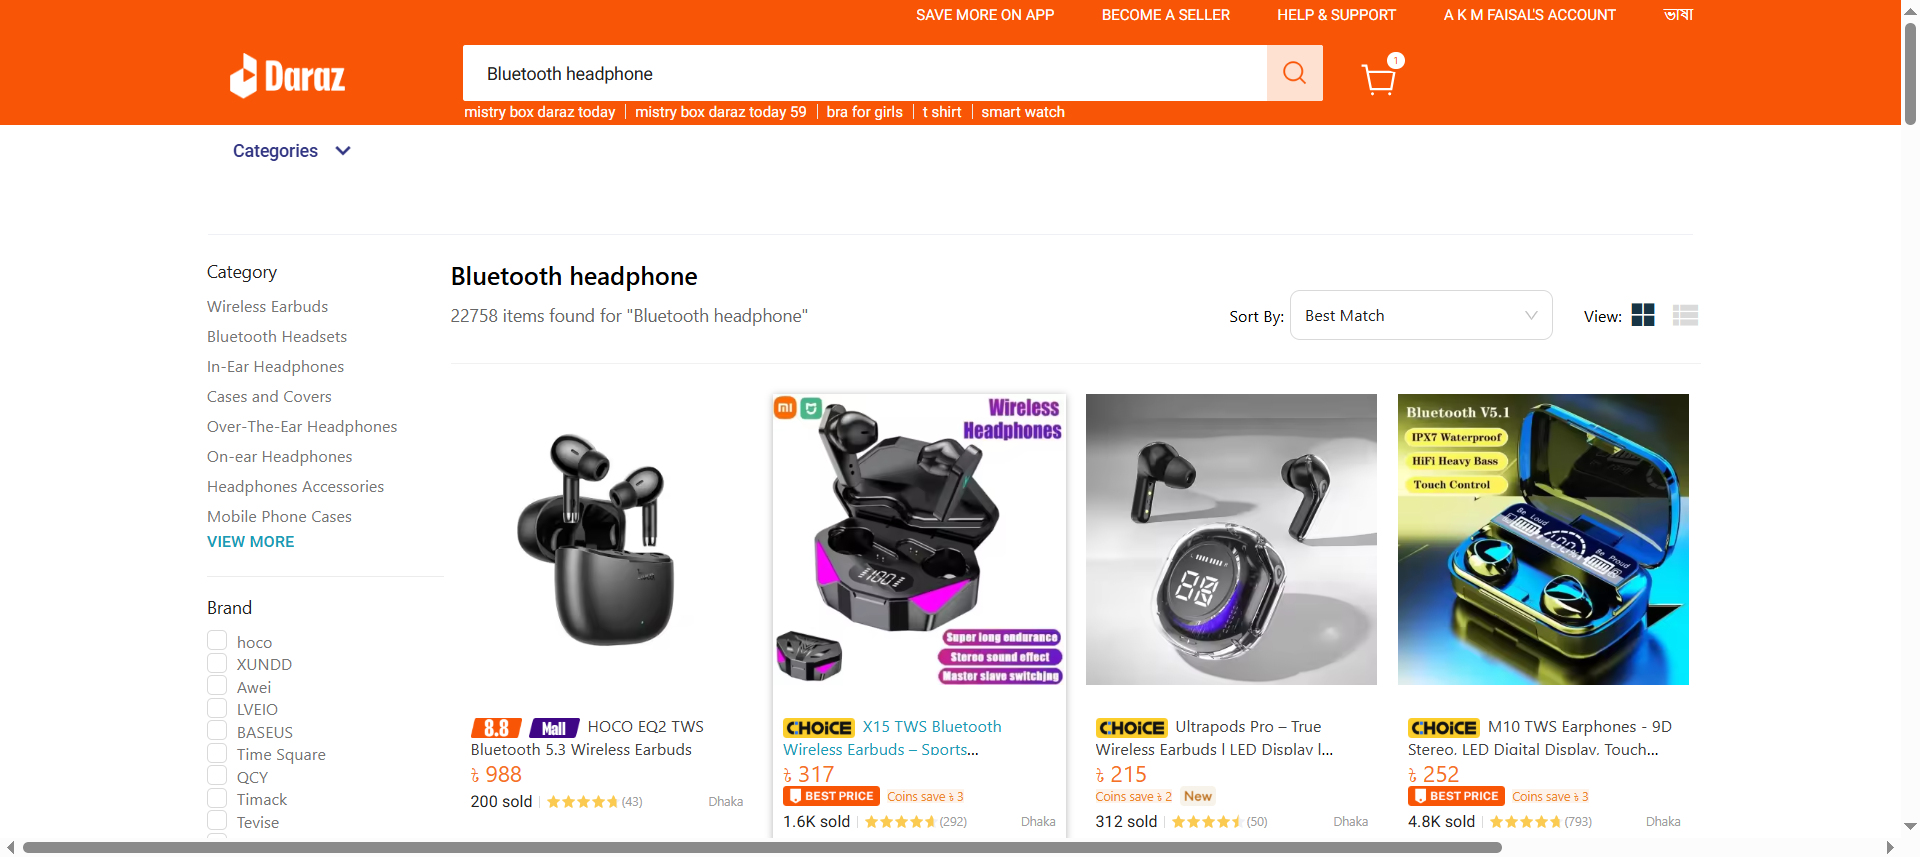 SAVE MORE ON APP BECOME A SELLER HELP & SUPPORT A K M FAISAL'S ACCOUNT ভাষা
Daraz
Bluetooth headphone
1
mistry box daraz today mistry box daraz today 59 bra for girls t shirt smart watch
Categories
Category
Wireless Earbuds
Bluetooth Headsets
In-Ear Headphones
Cases and Covers
Over-The-Ear Headphones
On-ear Headphones
Headphones Accessories
Mobile Phone Cases
VIEW MORE
Brand
hoco
XUNDD
Awei
LVEIO
BASEUS
Time Square
QCY
Timack
Tevise
Bluetooth headphone
22758 items found for "Bluetooth headphone"
Sort By: Best Match View:
8.8 Mall HOCO EQ2 TWS
Bluetooth 5.3 Wireless Earbuds
৳ 988
200 sold (43) Dhaka
mi
Wireless
Headphones
100
Super long endurance
Stereo sound effect
Master slave switching
CHOICE X15 TWS Bluetooth
Wireless Earbuds – Sports...
৳ 317
BEST PRICE Coins save ৳ 3
1.6K sold (292) Dhaka
88
CHOICE Ultrapods Pro – True
Wireless Earbuds l LED Display l...
৳ 215
Coins save ৳ 2 New
312 sold (50) Dhaka
Bluetooth V5.1
IPX7 Waterproof
HiFi Heavy Bass
Touch Control
Be Loud
100
Be Proud
CHOICE M10 TWS Earphones - 9D
Stereo, LED Digital Display, Touch...
৳ 252
BEST PRICE Coins save ৳ 3
4.8K sold (793) Dhaka